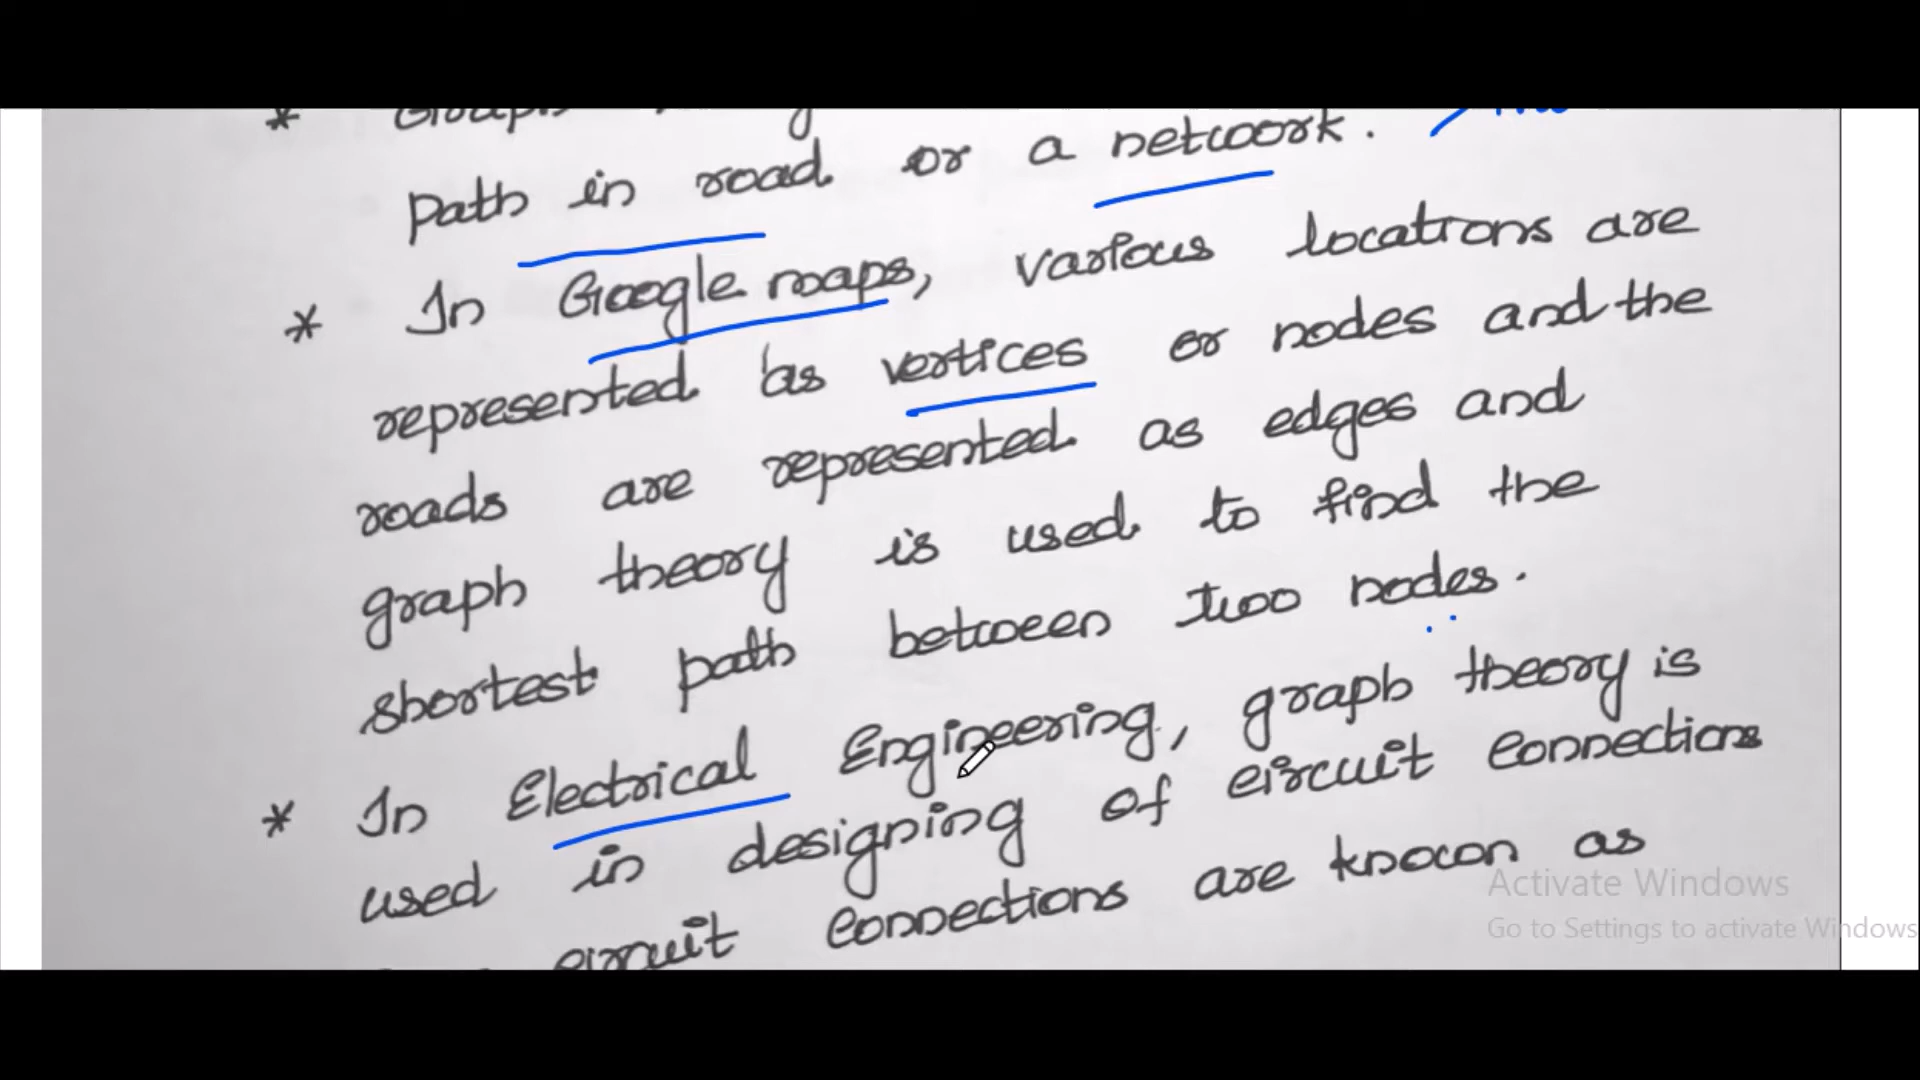 * Graph
path in road or a network.
* In Google maps, various locations are
represented as vertices or nodes and the
roads are represented as edges and
graph theory is used to find the
shortest path between two nodes.
* In Electrical Engineering, graph theory is
used in designing of circuit connections
circuit connections are known as
Activate Windows
Go to Settings to activate Windows